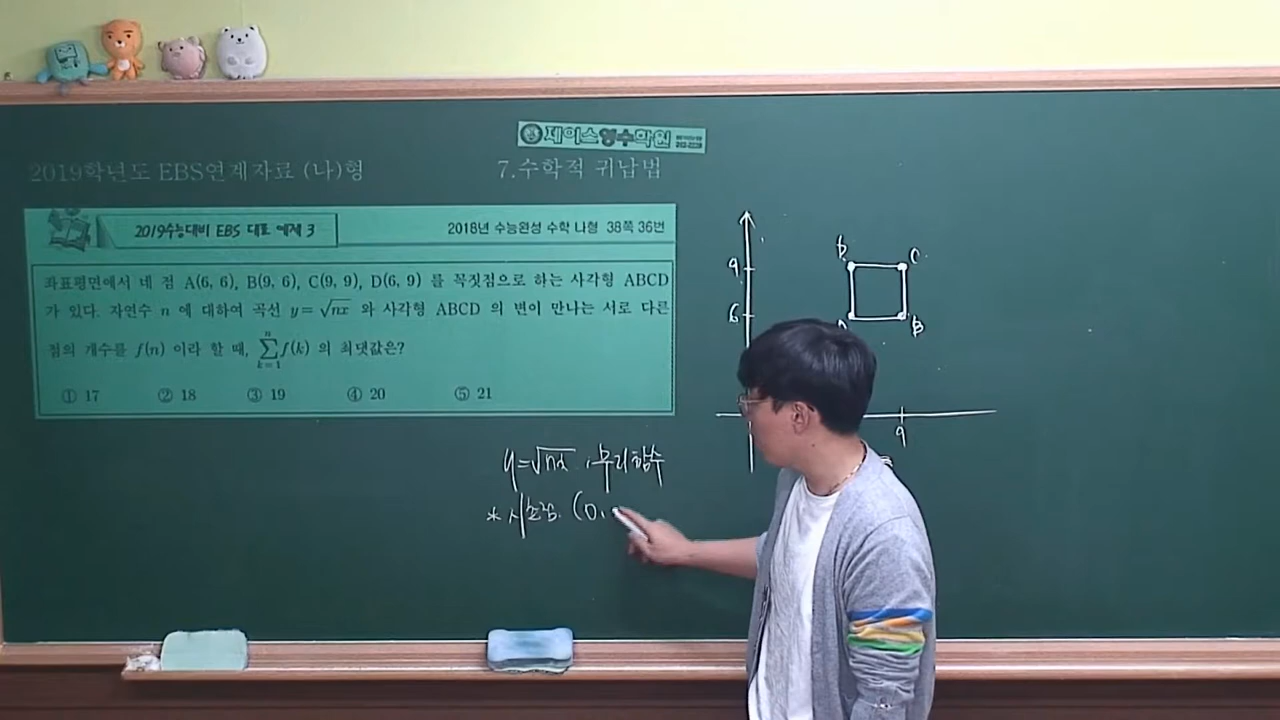 제이스영수학원
2019학년도 EBS연계자료 (나)형
7.수학적 귀납법
2019수능대비 EBS 대표 예제 3
2018년 수능완성 수학 나형 38쪽 36번
좌표평면에서 네 점 A(6, 6), B(9, 6), C(9, 9), D(6, 9) 를 꼭짓점으로 하는 사각형 ABCD
가 있다. 자연수 n 에 대하여 곡선 y=√nx 와 사각형 ABCD 의 변이 만나는 서로 다른
점의 개수를 f(n) 이라 할 때, ∑_{k=1}^{n} f(k) 의 최댓값은?
① 17 ② 18 ③ 19 ④ 20 ⑤ 21
D C
9
6
A B
9
y=√nx : 무리함수
* 시초점. (0,